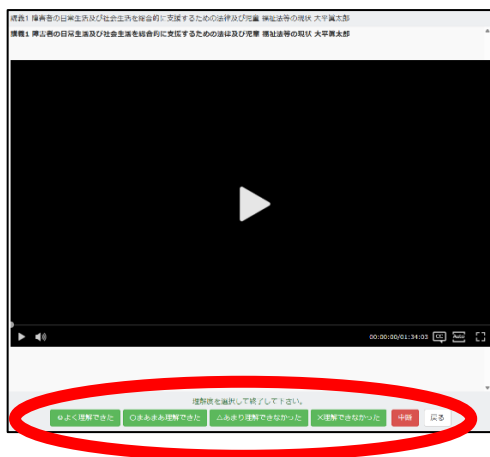 講義1 障害者の日常生活及び社会生活を総合的に支援するための法律及び児童 福祉法等の現状 大平眞太郎
講義1 障害者の日常生活及び社会生活を総合的に支援するための法律及び児童 福祉法等の現状 大平眞太郎
00:00:00/01:34:03 CC Auto
理解度を選択して終了して下さい。
◎よく理解できた 〇まあまあ理解できた △あまり理解できなかった ×理解できなかった 中断 戻る